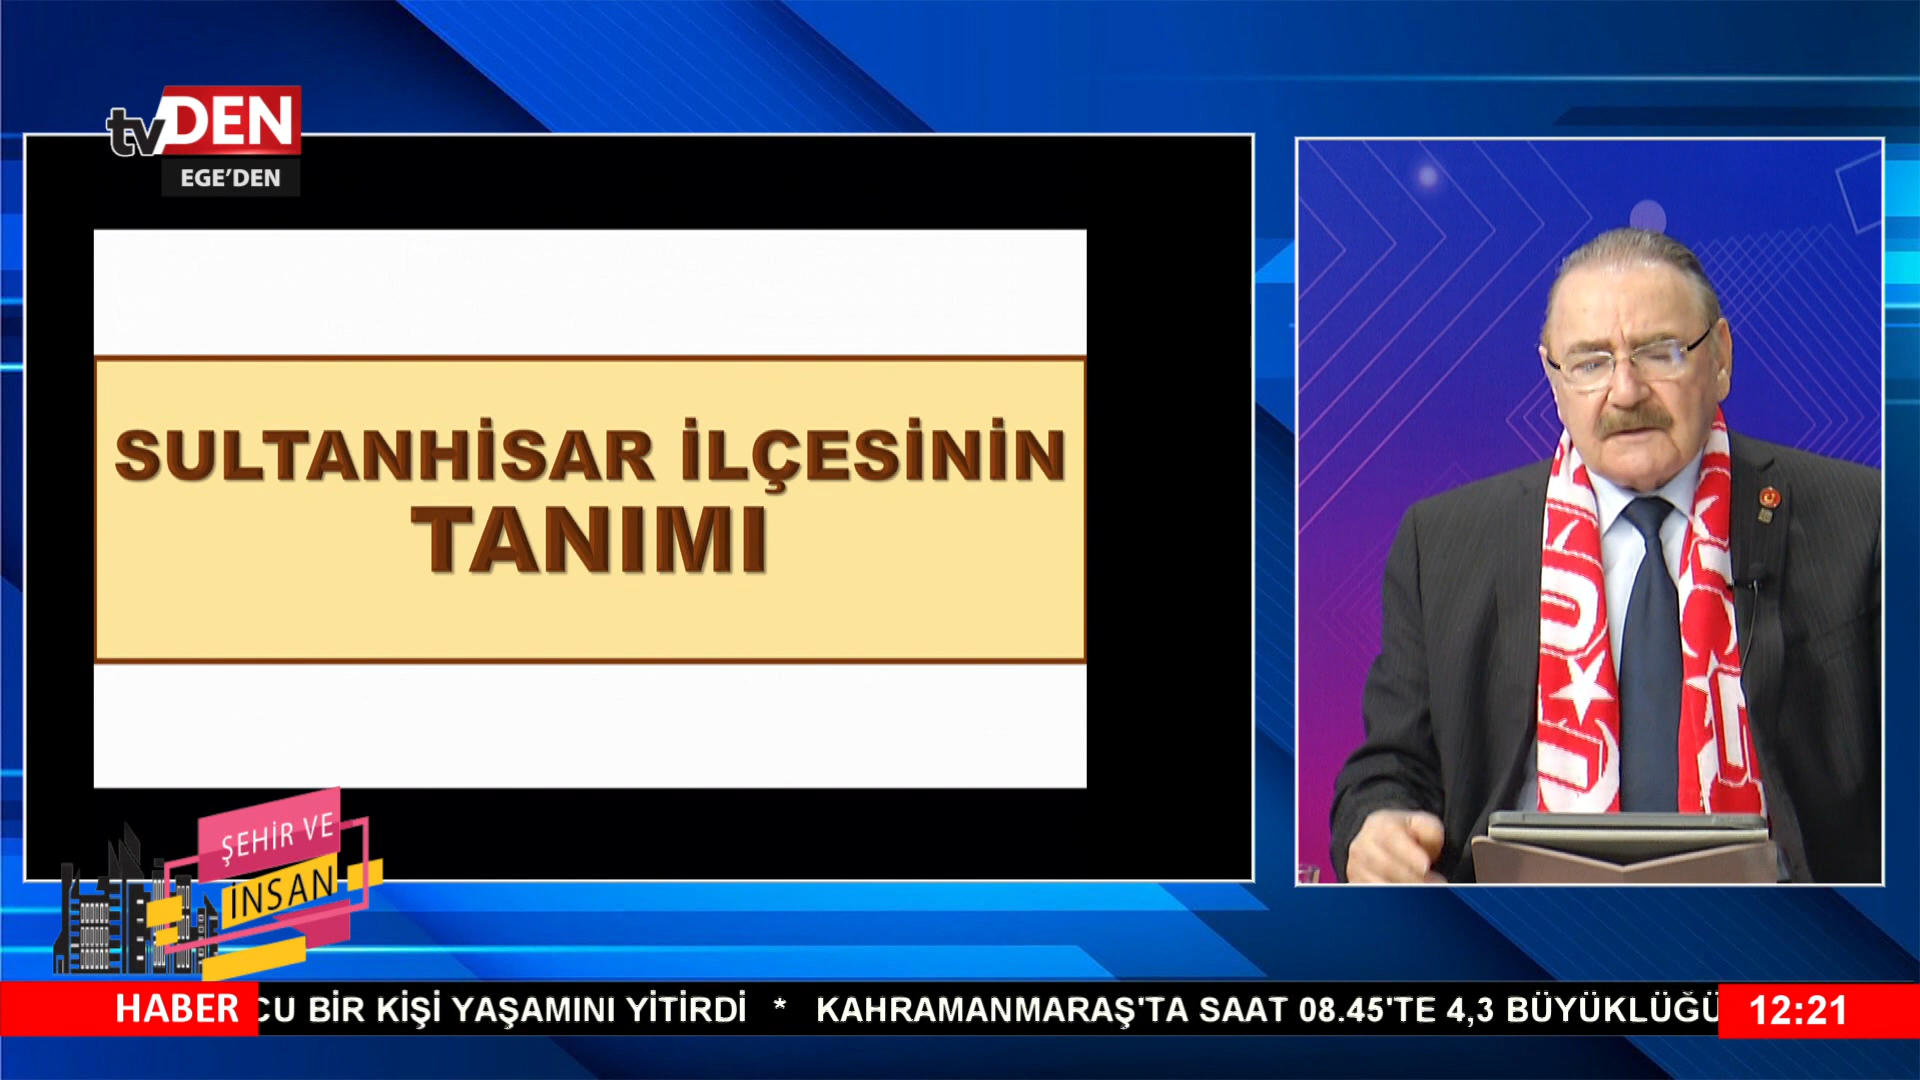 tvDEN
EGE'DEN
SULTANHİSAR İLÇESİNİN
TANIMI
ŞEHİR VE
İNSAN
HABER
CU BİR KİŞİ YAŞAMINI YİTİRDİ * KAHRAMANMARAŞ'TA SAAT 08.45'TE 4,3 BÜYÜKLÜĞÜ
12:21